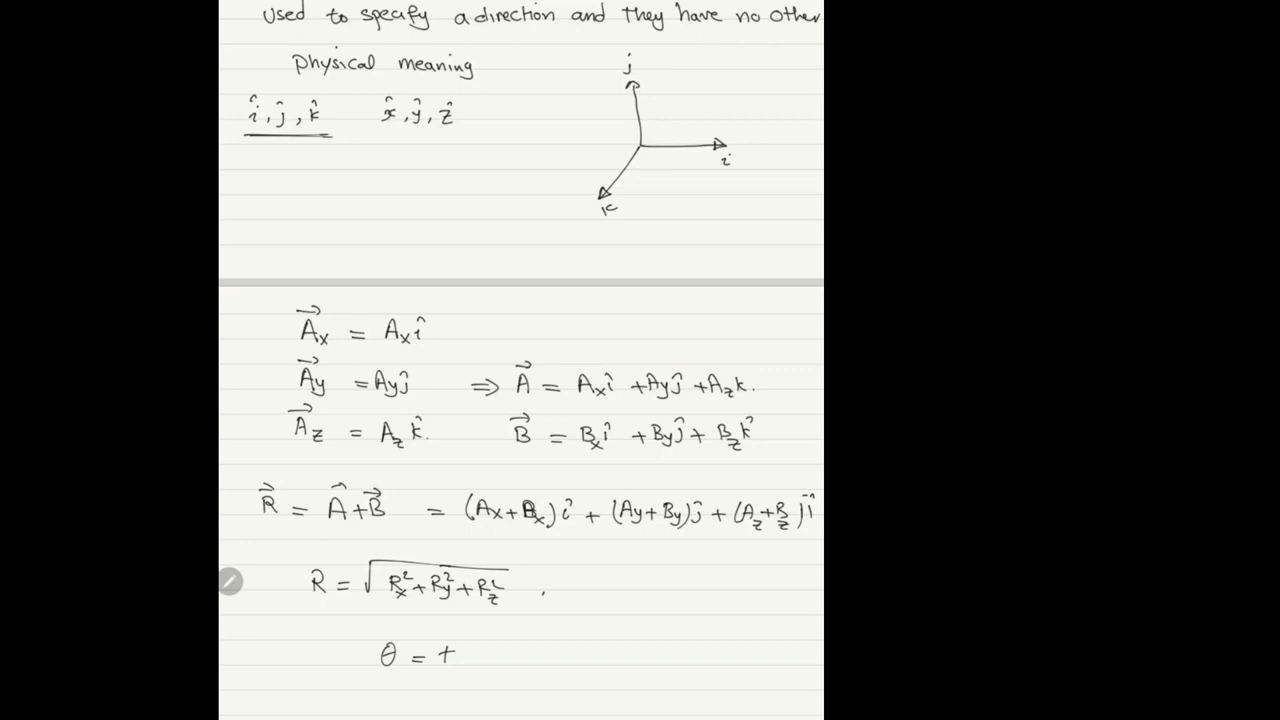 used to specify a direction and they have no other
physical meaning
j
î, ĵ, k̂    x̂, ŷ, ẑ
i
k
A⃗x = Ax î
A⃗y = Ay ĵ ⇒ A⃗ = Ax î + Ay ĵ + Az k.
A⃗z = Az k̂. B⃗ = Bx î + By ĵ + Bz k̂
R⃗ = A⃗ + B⃗ = (Ax + Bx) î + (Ay + By) ĵ + (Az + Bz) î
R = √(Rx² + Ry² + Rz²) .
θ = t